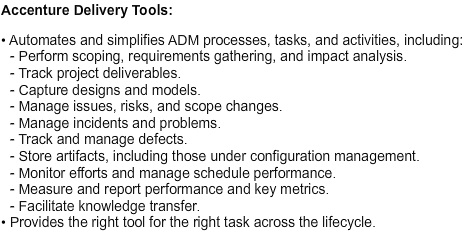 Accenture Delivery Tools:
• Automates and simplifies ADM processes, tasks, and activities, including:
- Perform scoping, requirements gathering, and impact analysis.
- Track project deliverables.
- Capture designs and models.
- Manage issues, risks, and scope changes.
- Manage incidents and problems.
- Track and manage defects.
- Store artifacts, including those under configuration management.
- Monitor efforts and manage schedule performance.
- Measure and report performance and key metrics.
- Facilitate knowledge transfer.
• Provides the right tool for the right task across the lifecycle.